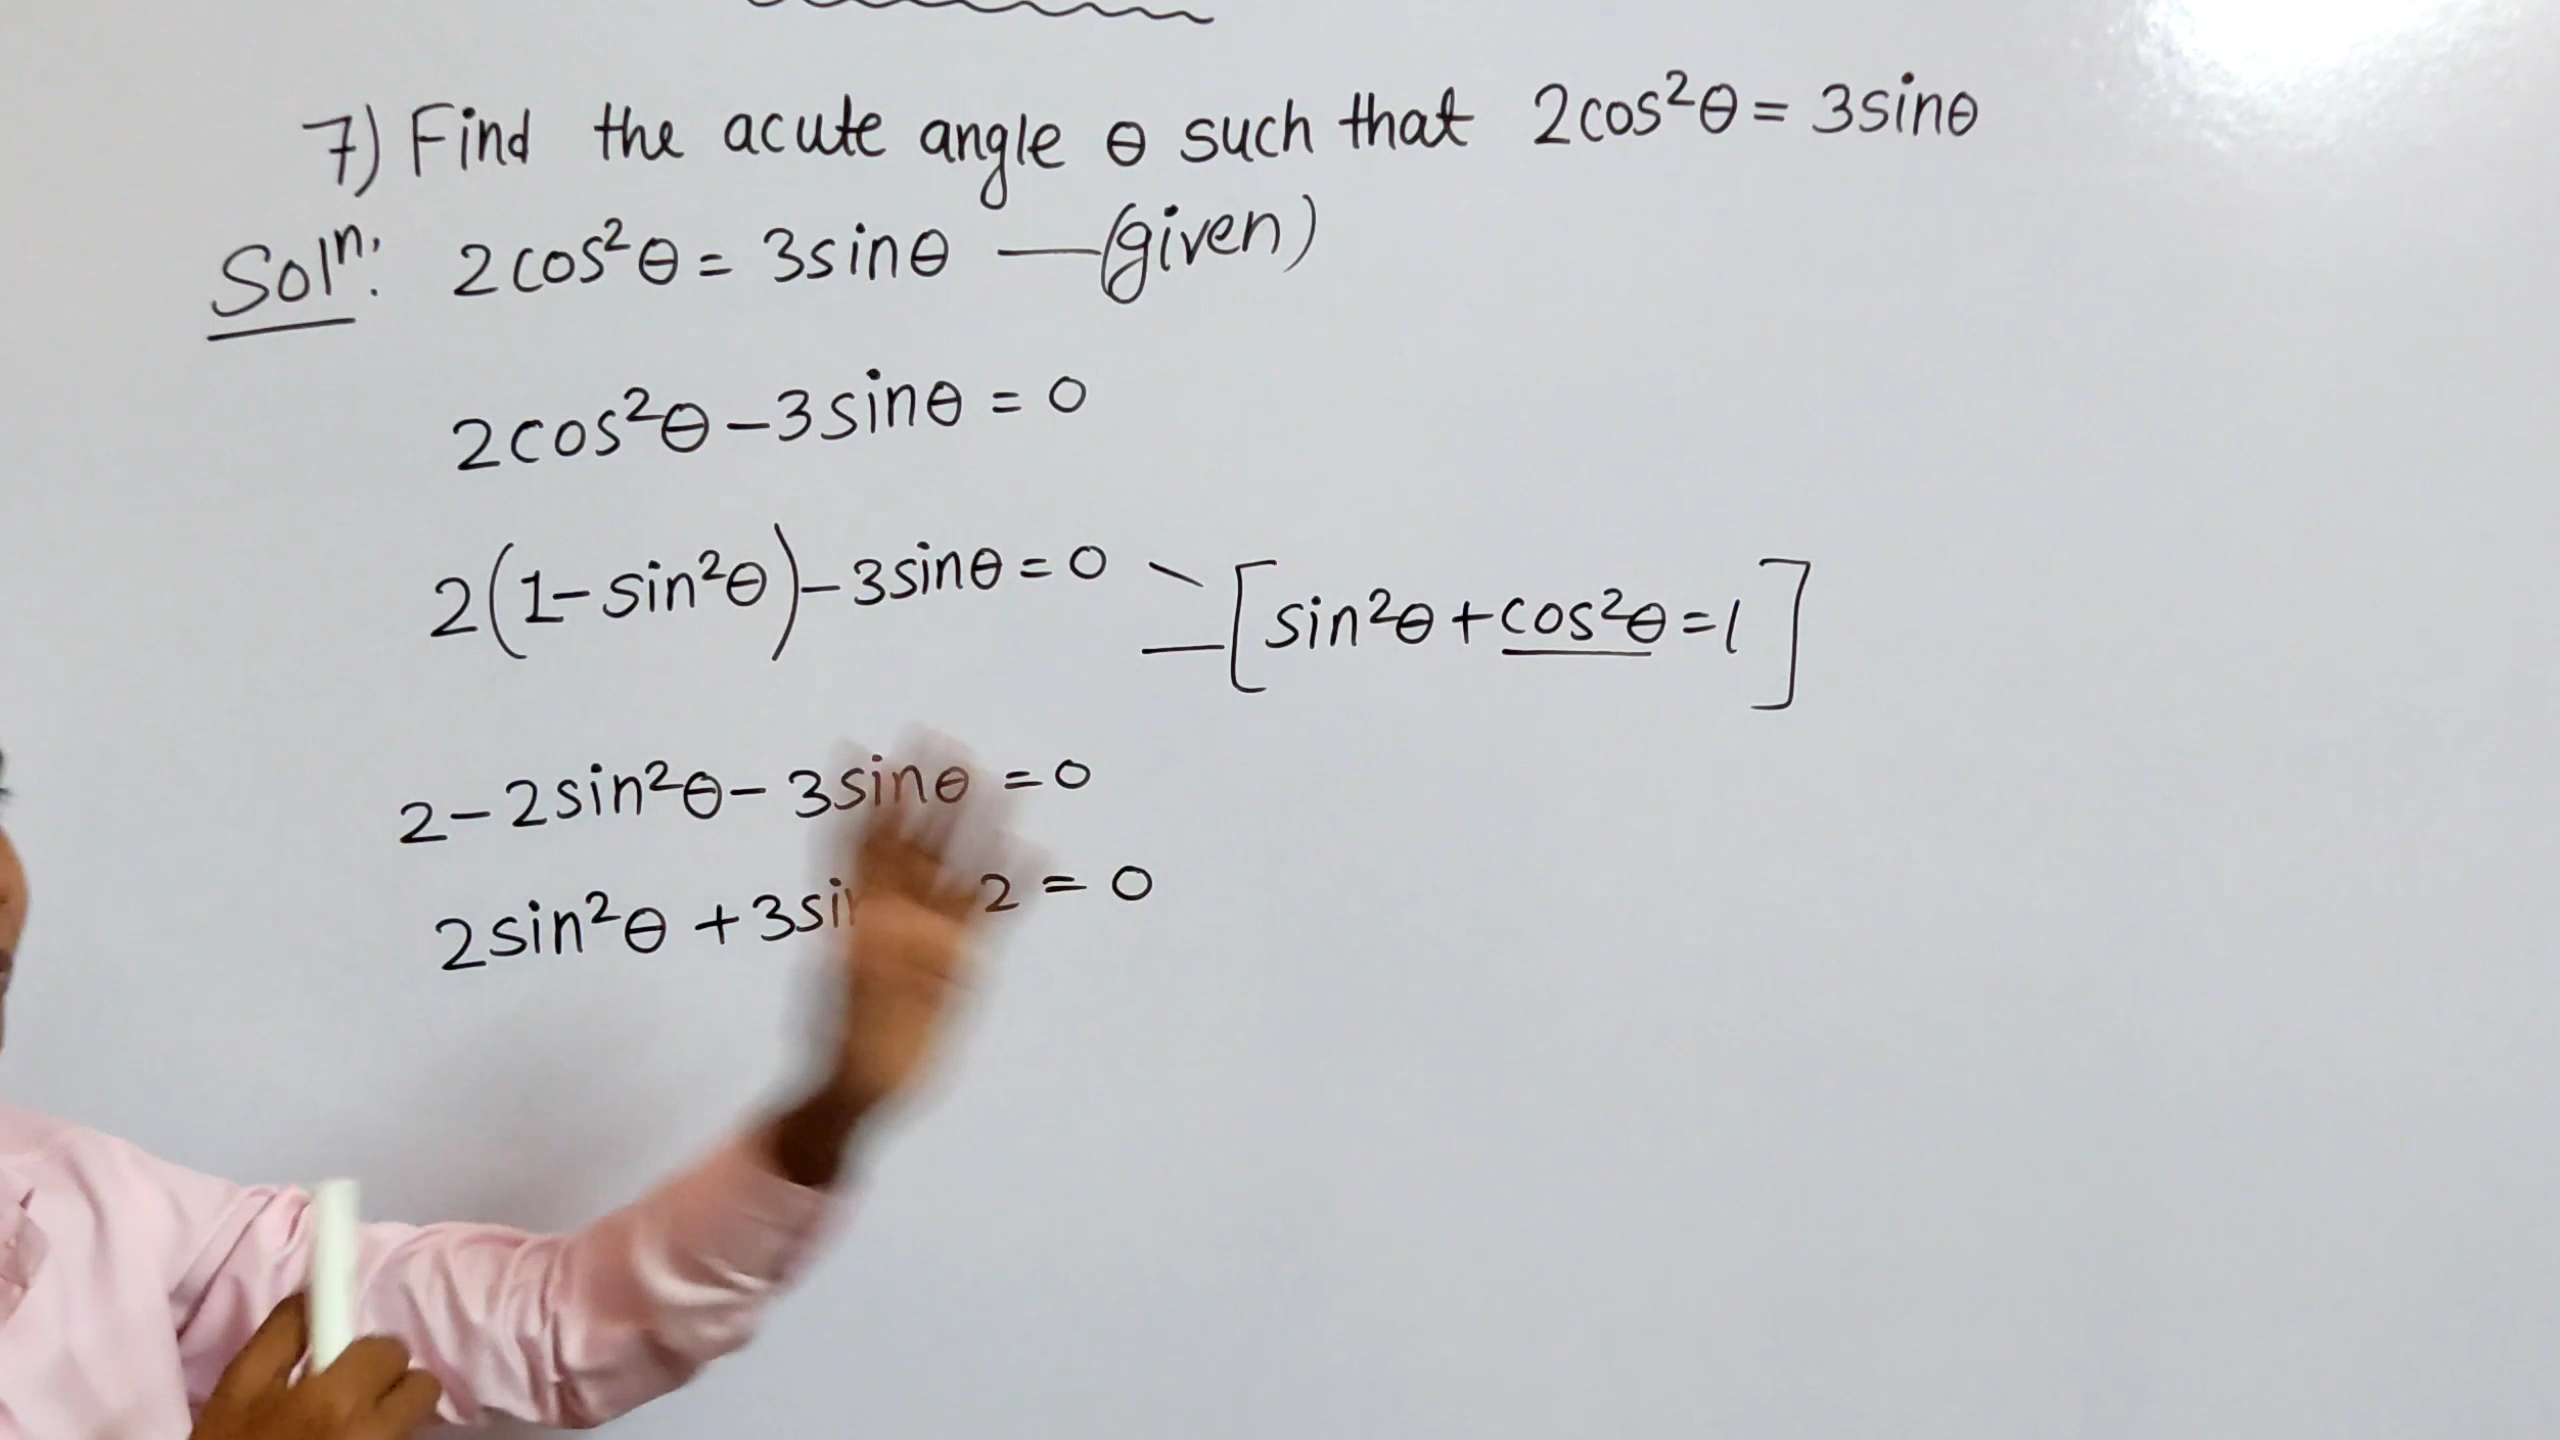 7) Find the acute angle θ such that 2cos²θ = 3sinθ
Solⁿ: 2cos²θ = 3sinθ —(given)
2cos²θ – 3sinθ = 0
2(1 – sin²θ) – 3sinθ = 0 — [sin²θ + cos²θ = 1]
2 – 2sin²θ – 3sinθ = 0
2sin²θ + 3sin 2 = 0